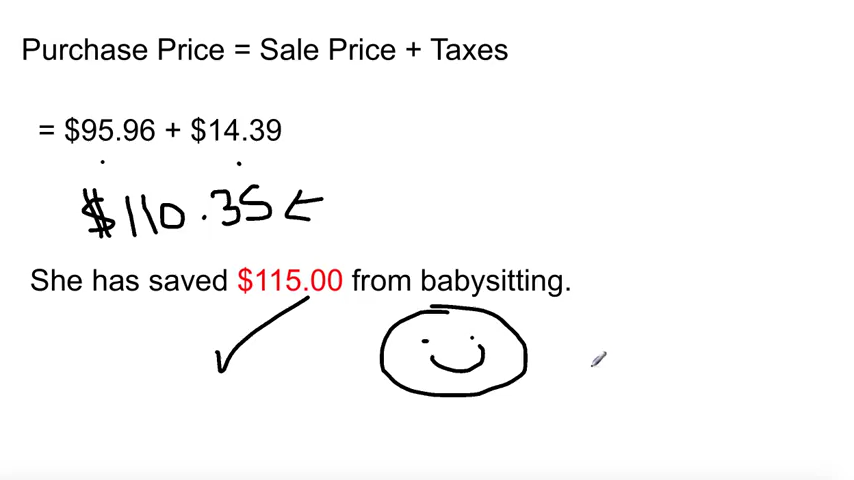 Purchase Price = Sale Price + Taxes
= $95.96 + $14.39
$110.35 ←
She has saved $115.00 from babysitting.